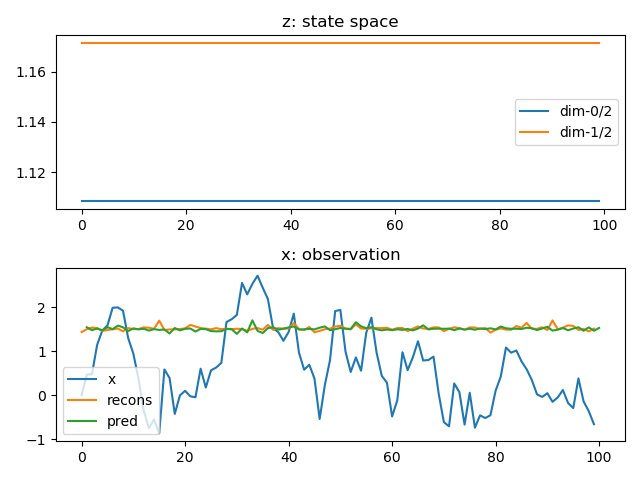 z: state space
1.16
1.14
1.12
dim-0/2
dim-1/2
0 20 40 60 80 100
x: observation
2
1
0
−1
x
recons
pred
0 20 40 60 80 100